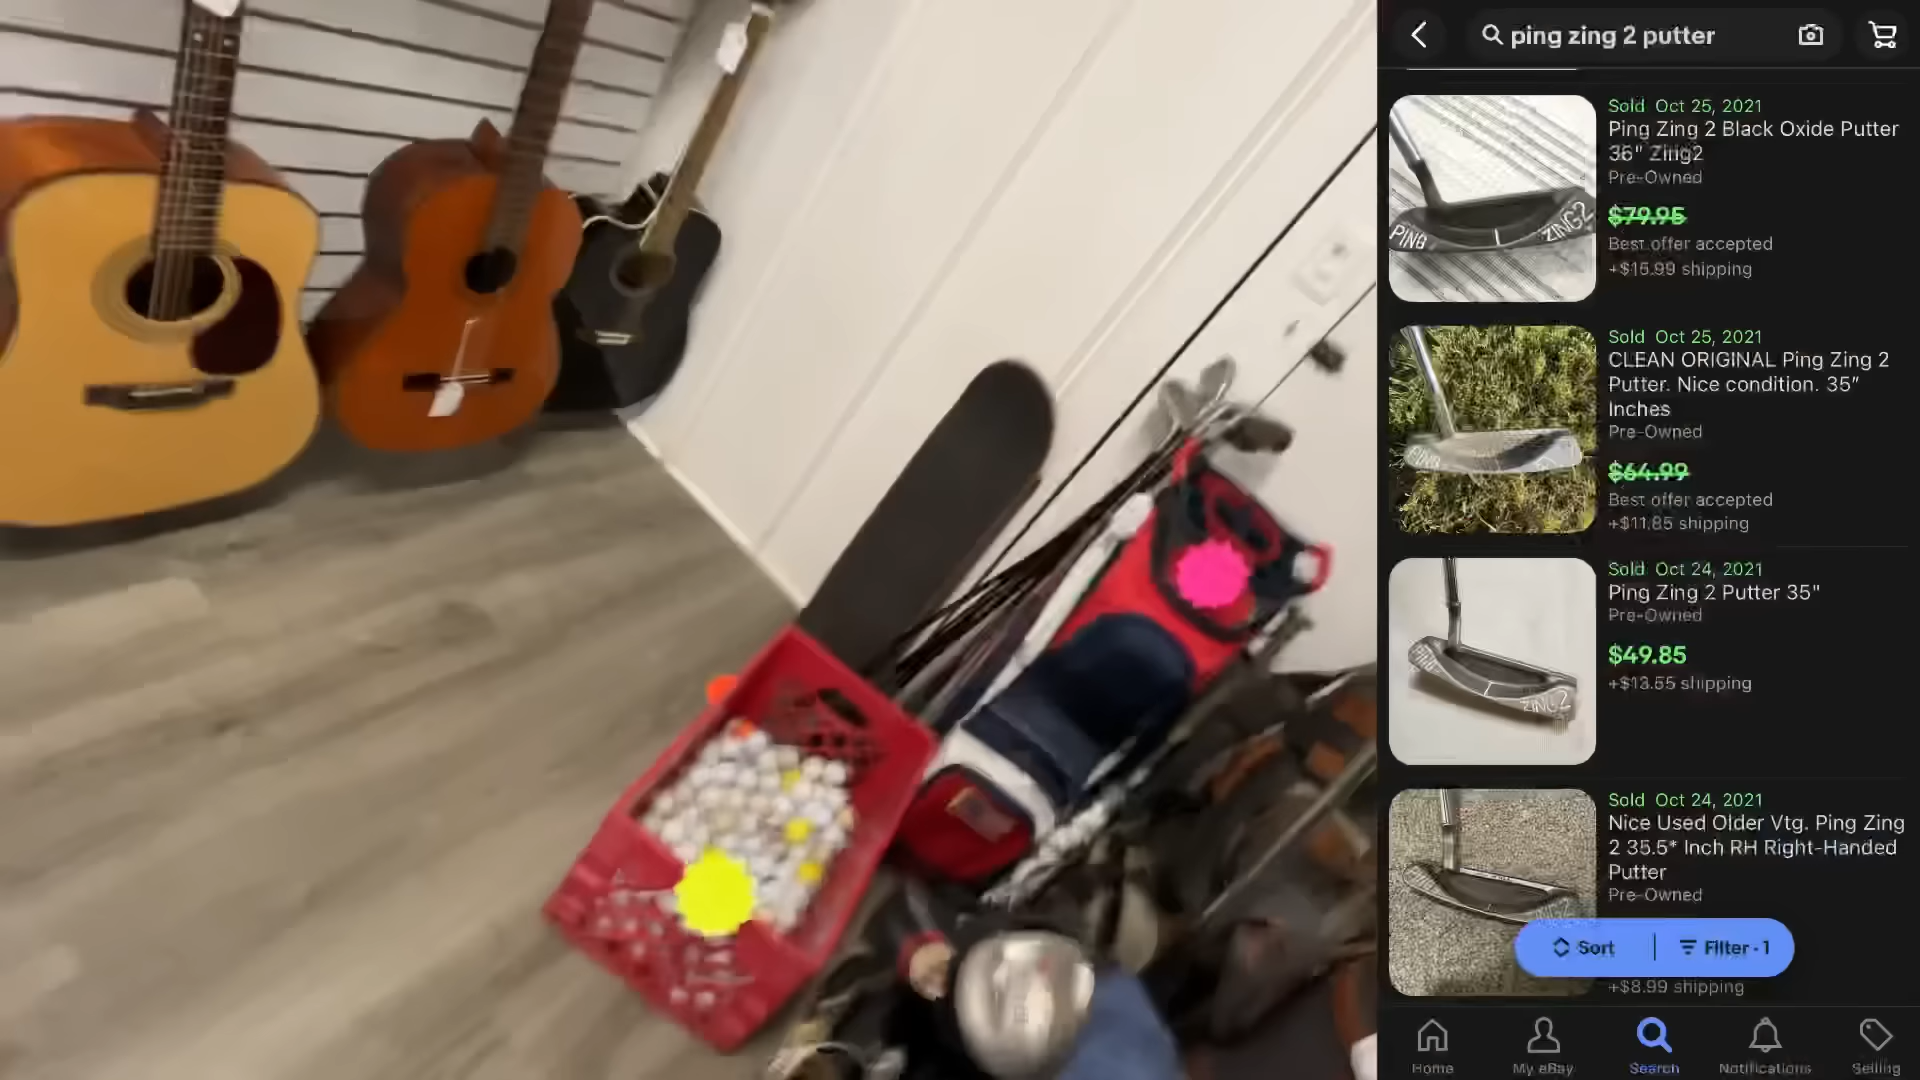 ping zing 2 putter
Sold Oct 25, 2021
Ping Zing 2 Black Oxide Putter
36" Zing2
Pre-Owned
$79.95
Best offer accepted
+$15.99 shipping
PING
ZING2
Sold Oct 25, 2021
CLEAN ORIGINAL Ping Zing 2
Putter. Nice condition. 35"
Inches
Pre-Owned
$64.99
Best offer accepted
+$11.85 shipping
PING
Sold Oct 24, 2021
Ping Zing 2 Putter 35"
Pre-Owned
$49.85
+$13.55 shipping
PING
ZING2
Sold Oct 24, 2021
Nice Used Older Vtg. Ping Zing
2 35.5* Inch RH Right-Handed
Putter
Pre-Owned
Sort
Filter · 1
+$8.99 shipping
Home
My eBay
Search
Notifications
Selling